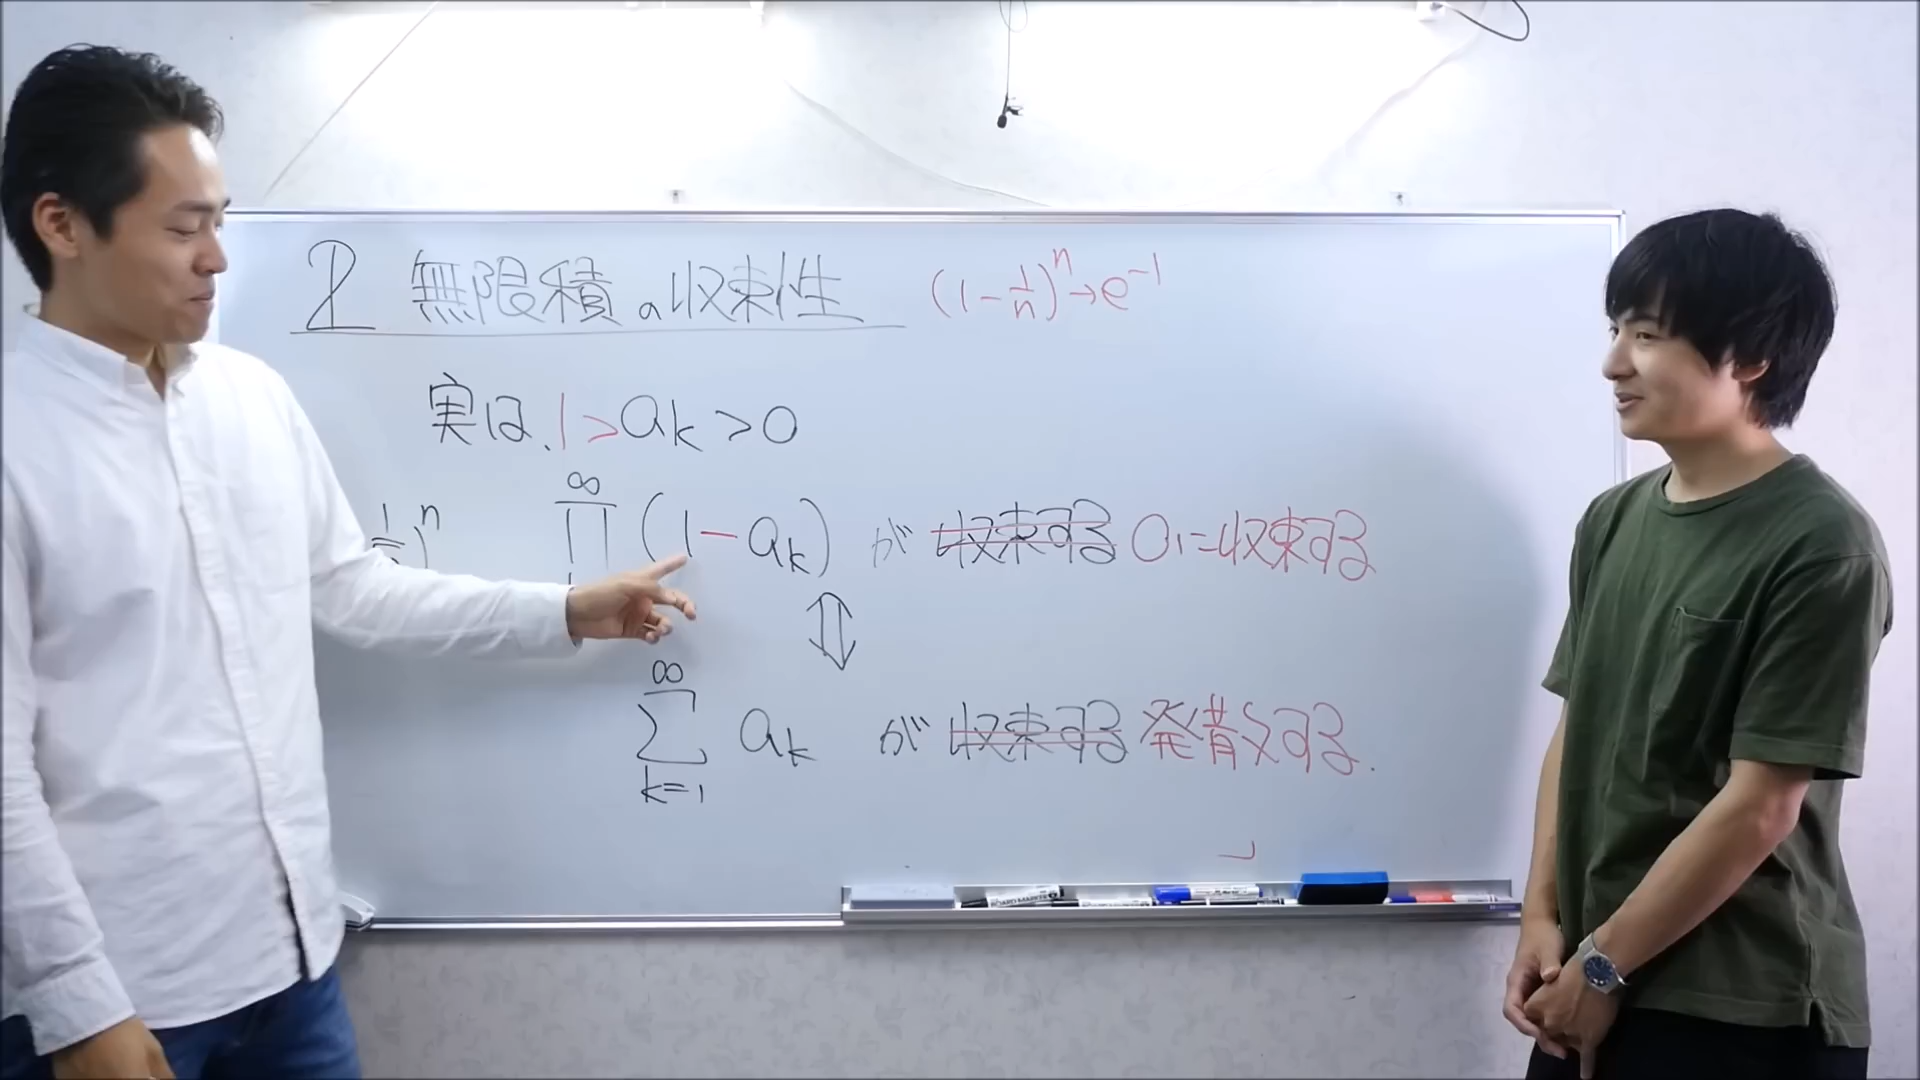 2 無限積の収束性 (1-1/n)^n→e^-1
実は、1>ak>0
∞
∏ (1-ak) が 収束する 0に収束する
⇕
∞
Σ ak が 収束する 発散する.
k=1
BOARD MARKER